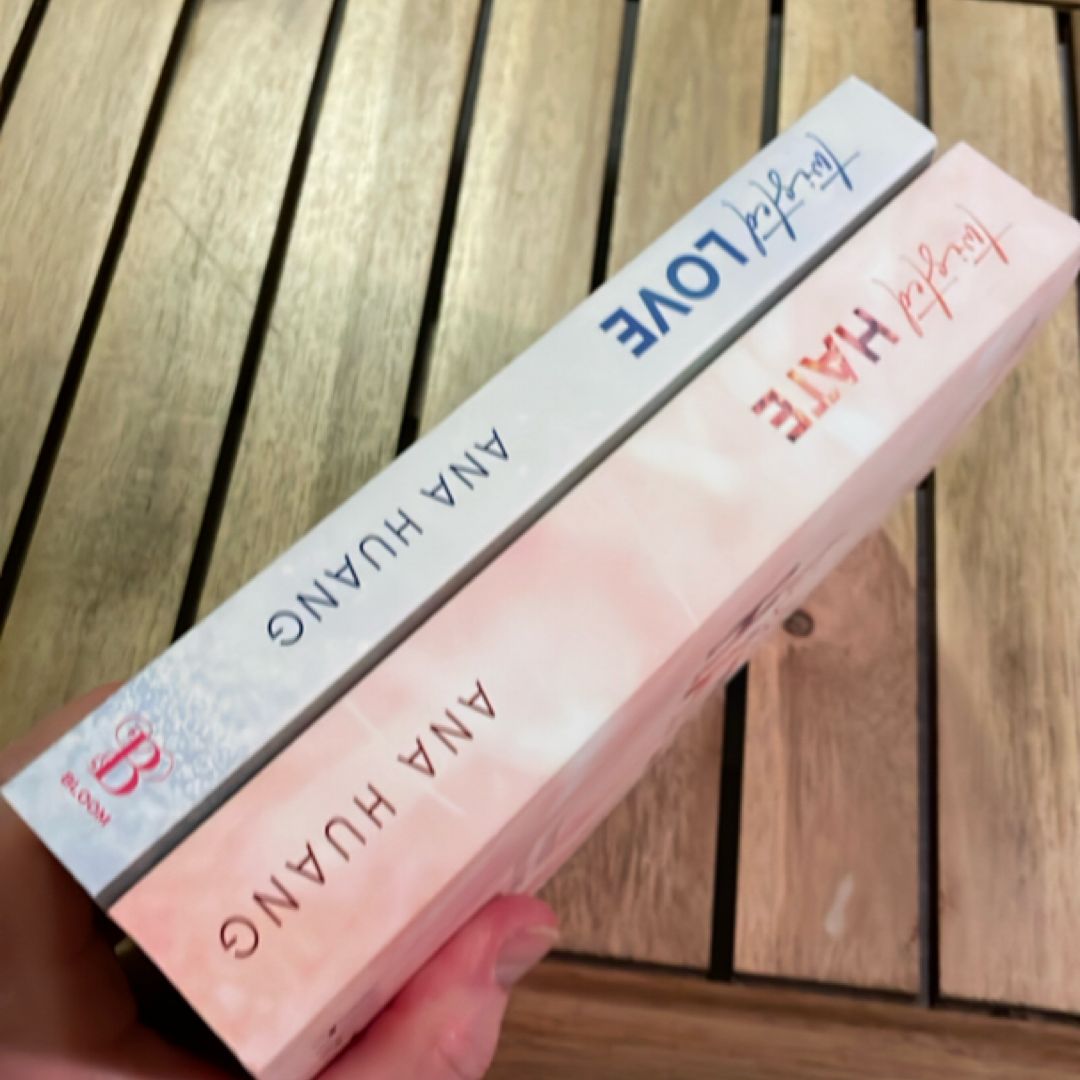 Twisted LOVE
ANA HUANG
B
BLOOM
Twisted HATE
ANA HUANG